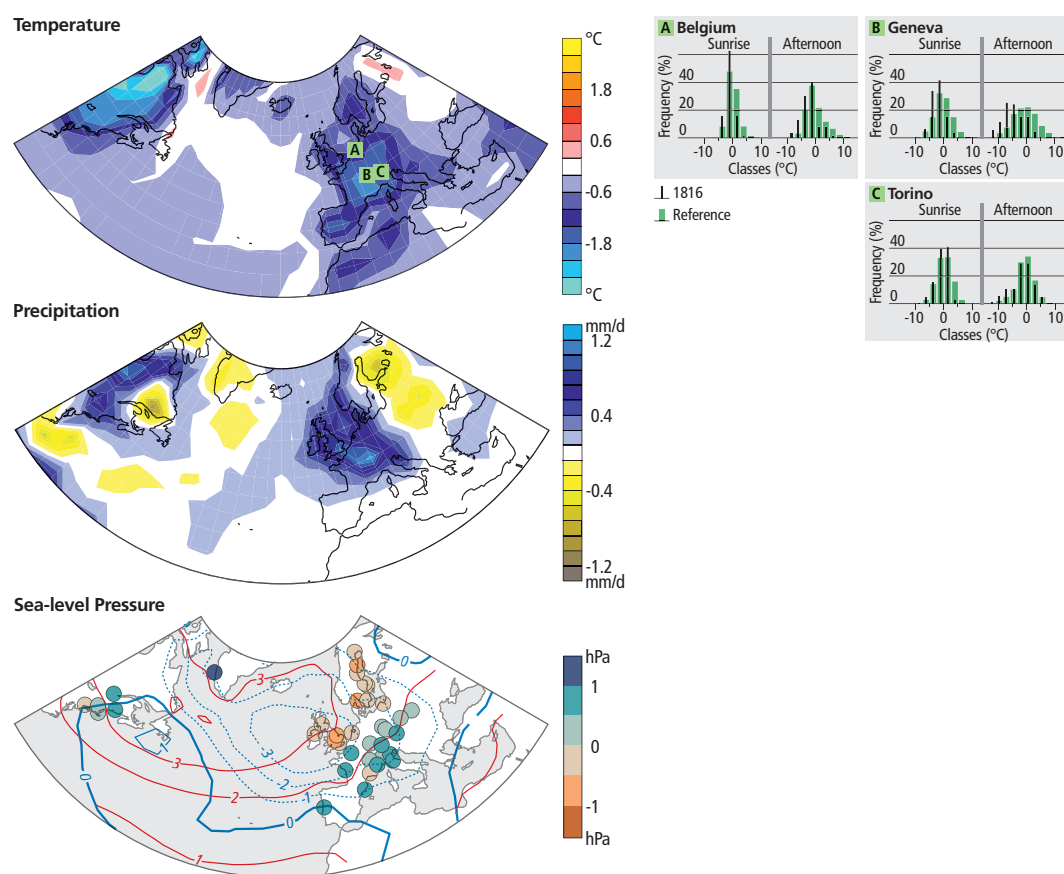 Temperature
°C
1.8
0.6
-0.6
-1.8
°C
A
B C
Precipitation
mm/d
1.2
0.4
-0.4
-1.2
mm/d
Sea-level Pressure
hPa
1
0
-1
hPa
0
3
3
2
1
0
-1
-3
-2
-1
0
A Belgium
Sunrise Afternoon
Frequency (%)
40
20
0
-10 0 10 -10 0 10
Classes (°C)
1816
Reference
B Geneva
Sunrise Afternoon
Frequency (%)
40
20
0
-10 0 10 -10 0 10
Classes (°C)
C Torino
Sunrise Afternoon
Frequency (%)
40
20
0
-10 0 10 -10 0 10
Classes (°C)